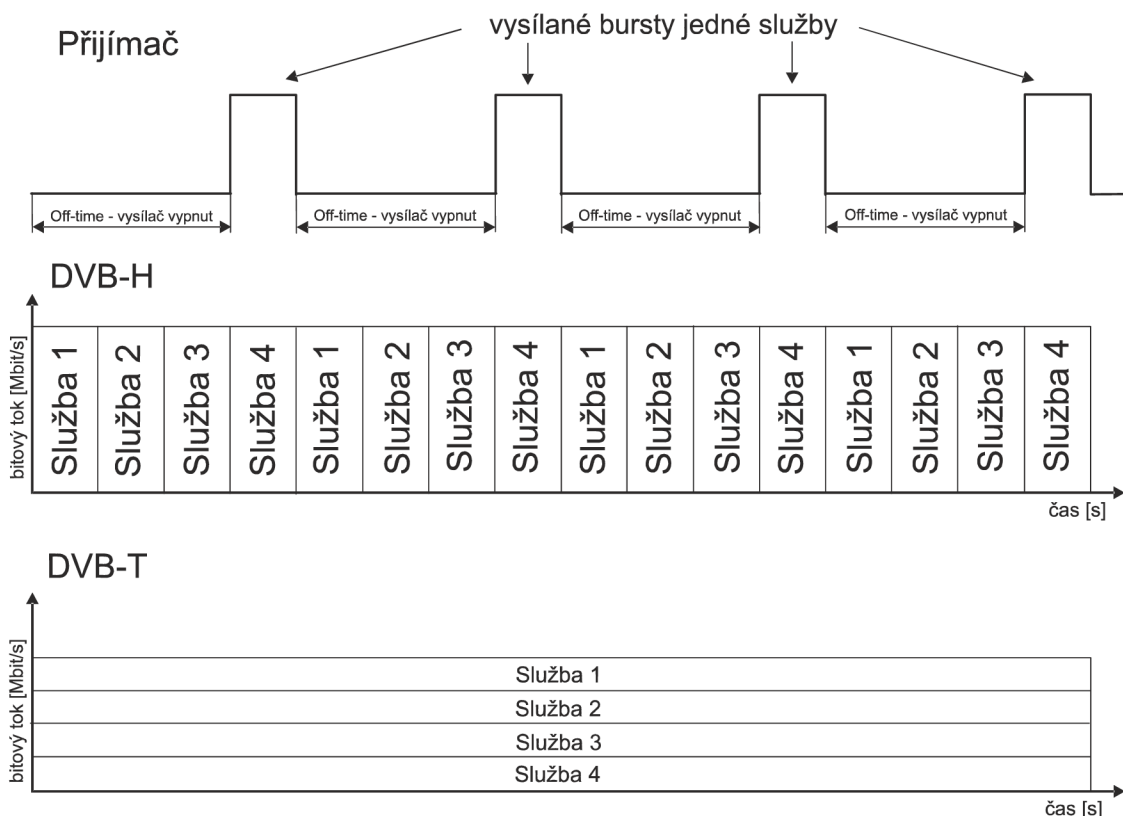 Přijímač
vysílané bursty jedné služby
Off-time - vysílač vypnut
Off-time - vysílač vypnut
Off-time - vysílač vypnut
Off-time - vysílač vypnut
DVB-H
bitový tok [Mbit/s]
Služba 1
Služba 2
Služba 3
Služba 4
Služba 1
Služba 2
Služba 3
Služba 4
Služba 1
Služba 2
Služba 3
Služba 4
Služba 1
Služba 2
Služba 3
Služba 4
čas [s]
DVB-T
bitový tok [Mbit/s]
Služba 1
Služba 2
Služba 3
Služba 4
čas [s]